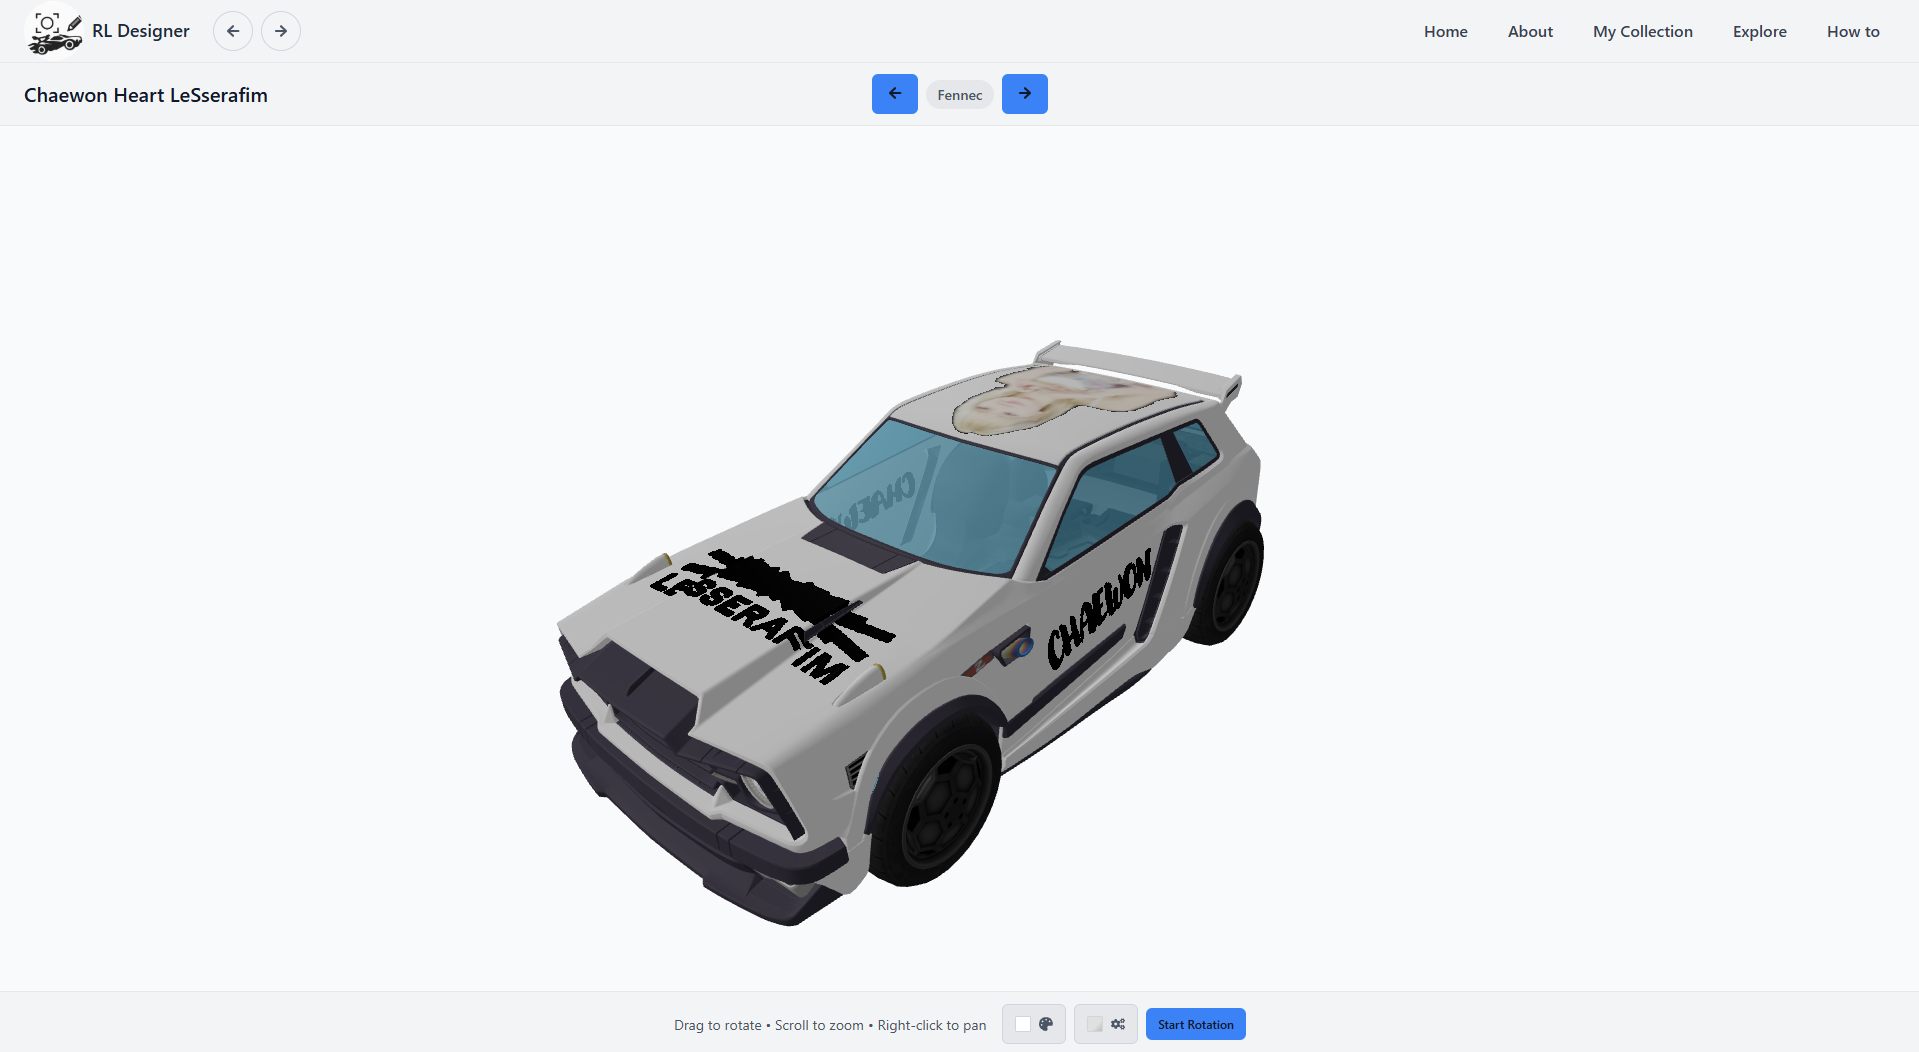 RL Designer
Home
About
My Collection
Explore
How to
Chaewon Heart LeSserafim
Fennec
CHAEWON
LESSERAFIM
CHAEWON
Drag to rotate • Scroll to zoom • Right-click to pan
Start Rotation